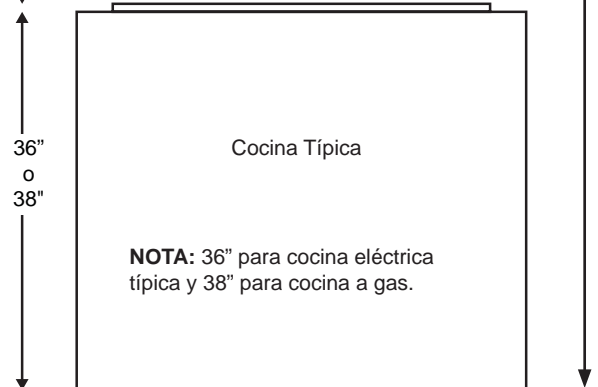 36”
o
38"
Cocina Típica
NOTA: 36” para cocina eléctrica
típica y 38” para cocina a gas.